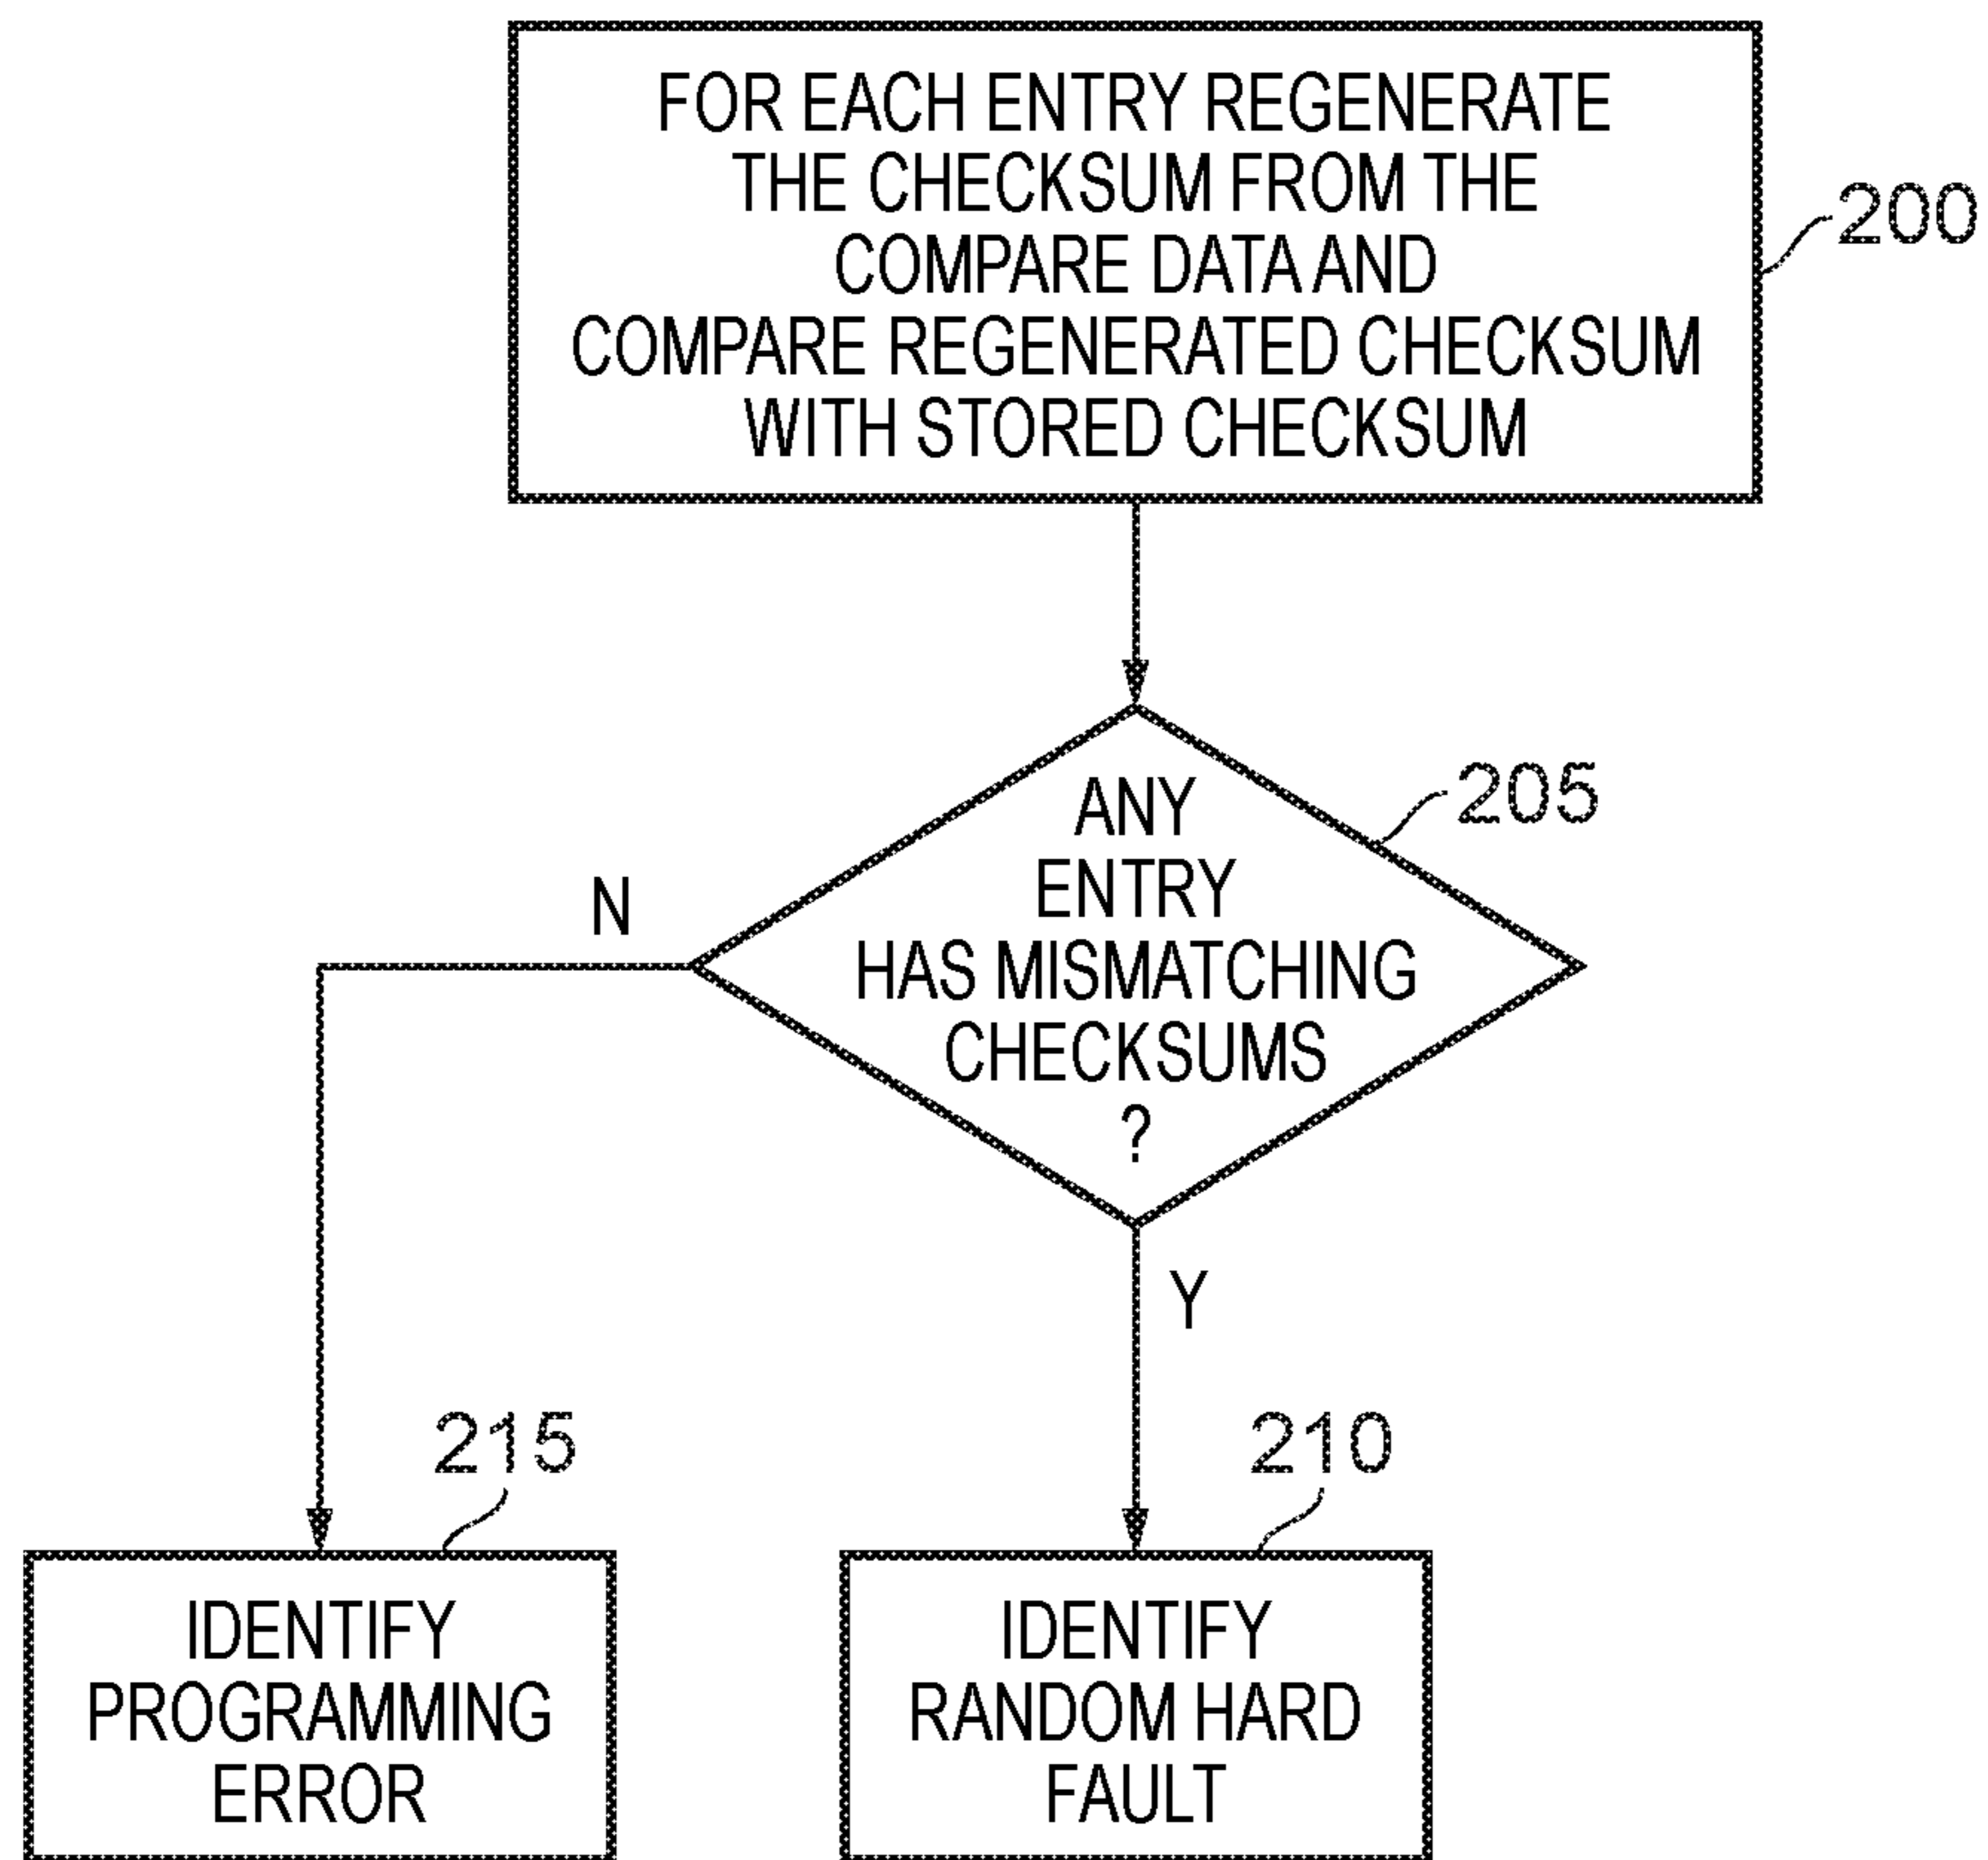 FOR EACH ENTRY REGENERATE
THE CHECKSUM FROM THE
COMPARE DATA AND
COMPARE REGENERATED CHECKSUM
WITH STORED CHECKSUM
200
ANY
ENTRY
HAS MISMATCHING
CHECKSUMS
?
205
N
Y
215
IDENTIFY
PROGRAMMING
ERROR
210
IDENTIFY
RANDOM HARD
FAULT